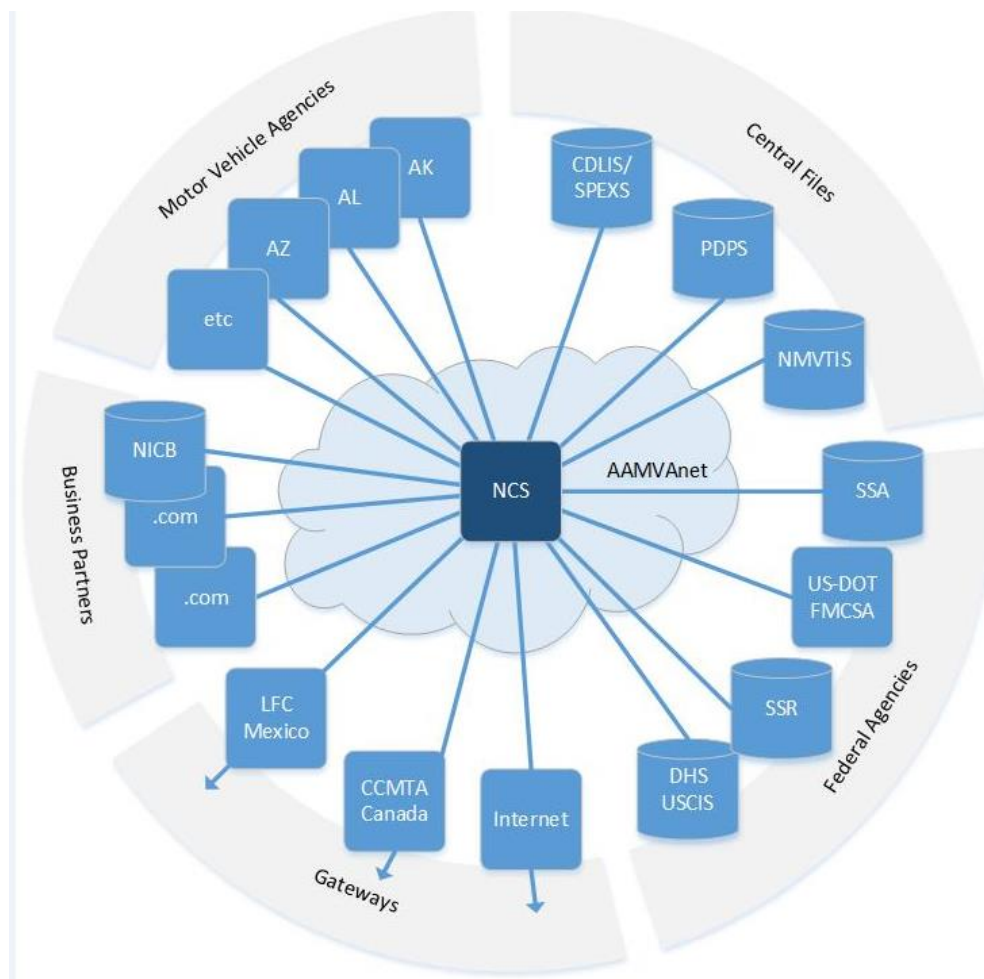 Motor Vehicle Agencies
AK
AL
AZ
etc
Central Files
CDLIS/
SPEXS
PDPS
NMVTIS
Business Partners
NICB
.com
.com
NCS
AAMVAnet
Federal Agencies
SSA
US-DOT
FMCSA
SSR
DHS
USCIS
Gateways
LFC
Mexico
CCMTA
Canada
Internet